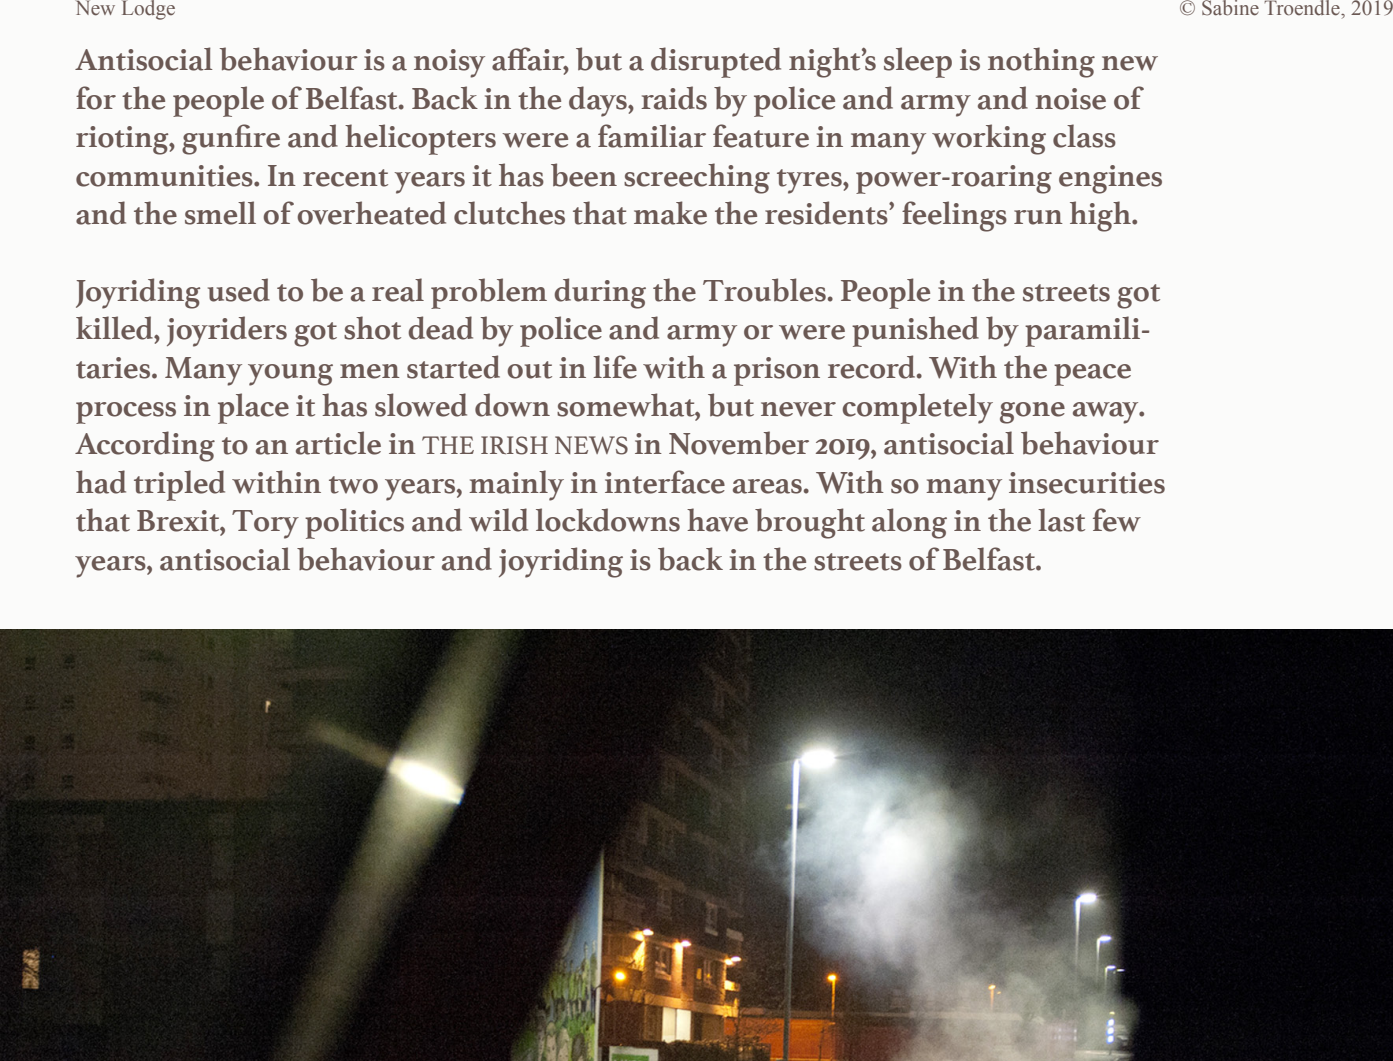 New Lodge
© Sabine Troendle, 2019
Antisocial behaviour is a noisy affair, but a disrupted night’s sleep is nothing new
for the people of Belfast. Back in the days, raids by police and army and noise of
rioting, gunfire and helicopters were a familiar feature in many working class
communities. In recent years it has been screeching tyres, power-roaring engines
and the smell of overheated clutches that make the residents’ feelings run high.
Joyriding used to be a real problem during the Troubles. People in the streets got
killed, joyriders got shot dead by police and army or were punished by paramili-
taries. Many young men started out in life with a prison record. With the peace
process in place it has slowed down somewhat, but never completely gone away.
According to an article in THE IRISH NEWS in November 2019, antisocial behaviour
had tripled within two years, mainly in interface areas. With so many insecurities
that Brexit, Tory politics and wild lockdowns have brought along in the last few
years, antisocial behaviour and joyriding is back in the streets of Belfast.